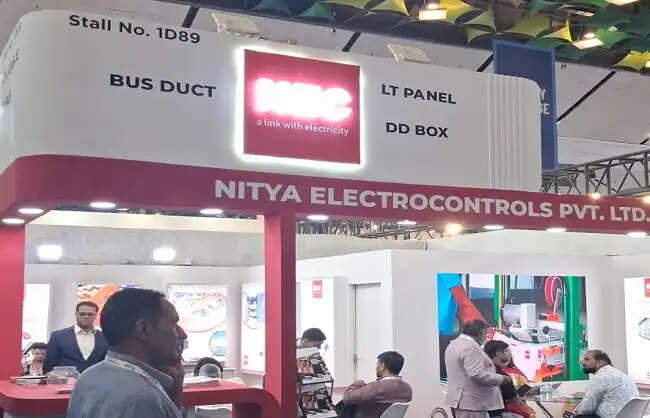 Stall No. 1D89
BUS DUCT
NEC
a link with electricity
LT PANEL
DD BOX
NITYA ELECTROCONTROLS PVT. LTD.